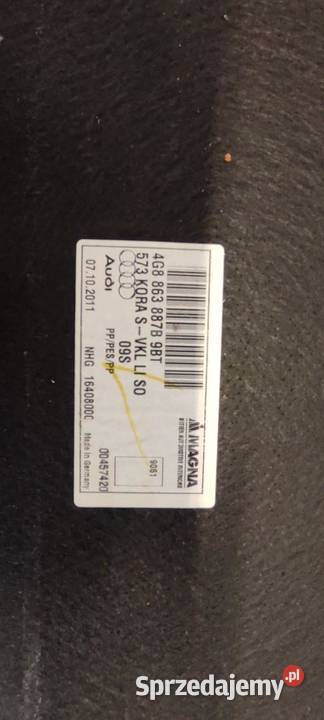 MAGNA
4G8 863 887B 9BT
573 KORA S-VKL LI SO
09S
9061
Audi
PP/PES/PP
00457420
07.10.2011
NHG 16408000
Made in Germany
Sprzedajemy.pl